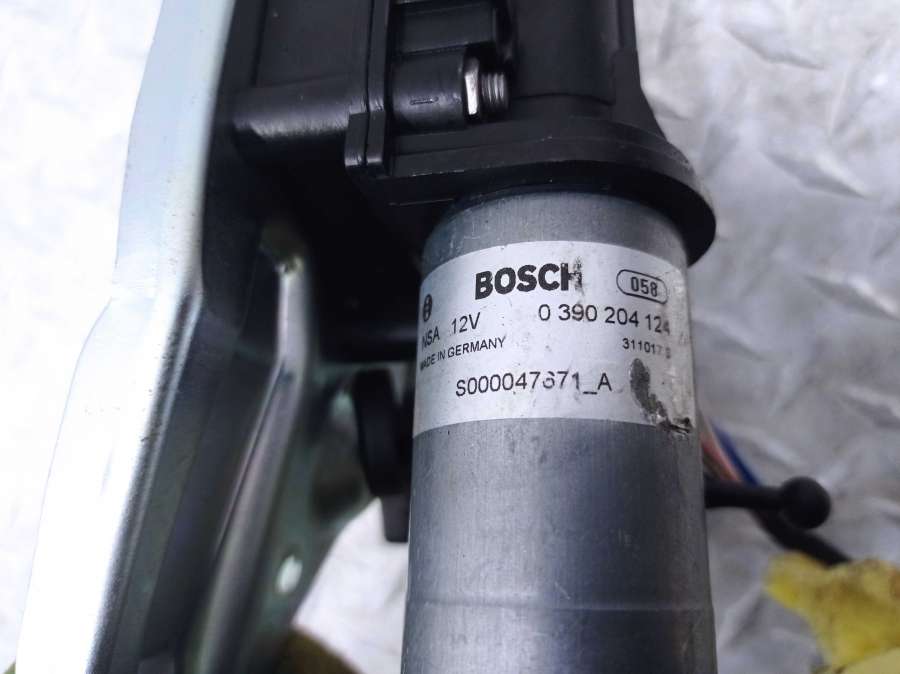 BOSCH 058
NSA 12V 0 390 204 124
MADE IN GERMANY
S000047671_A